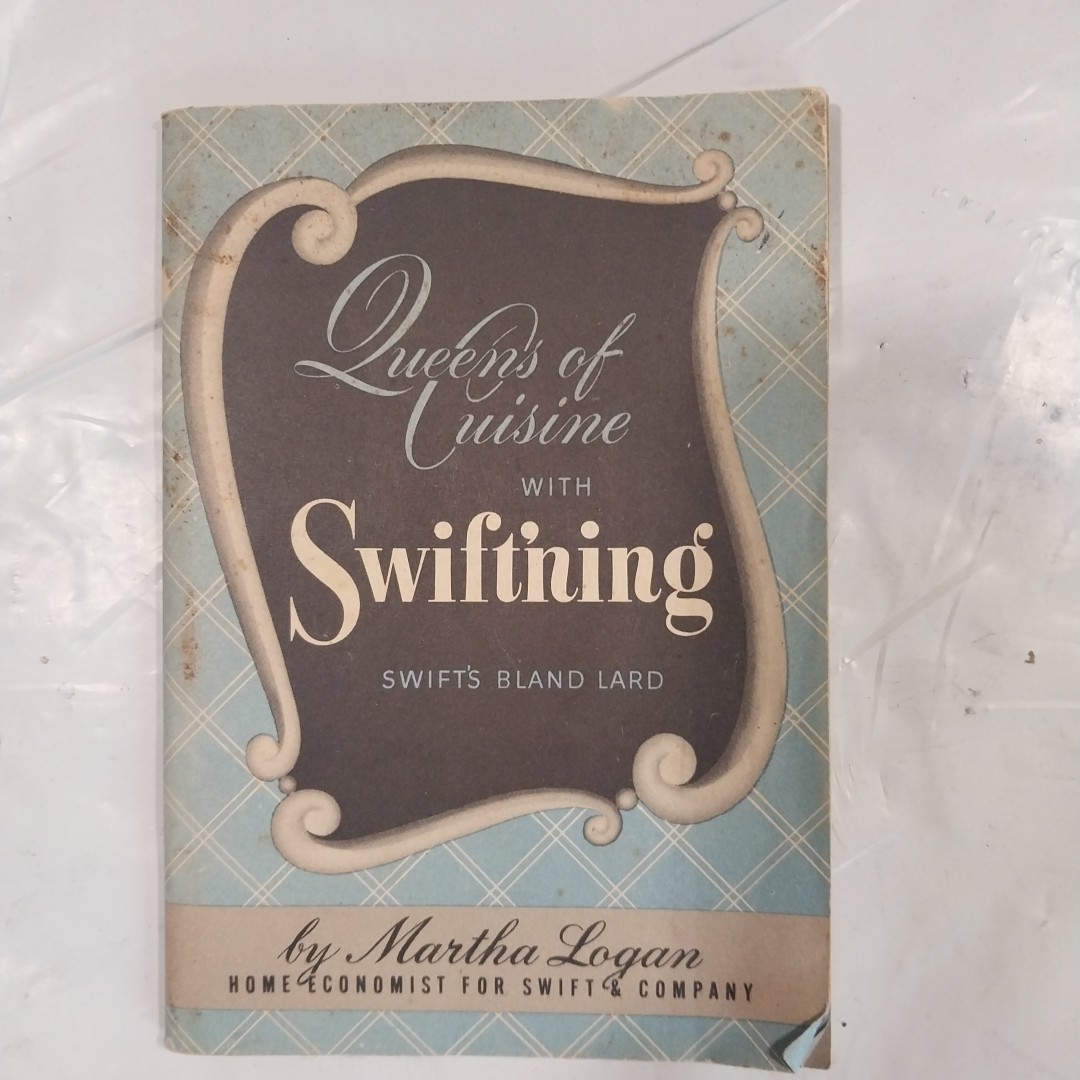 Queens of
Cuisine
WITH
Swift'ning
SWIFT'S BLAND LARD
by Martha Logan
HOME ECONOMIST FOR SWIFT & COMPANY